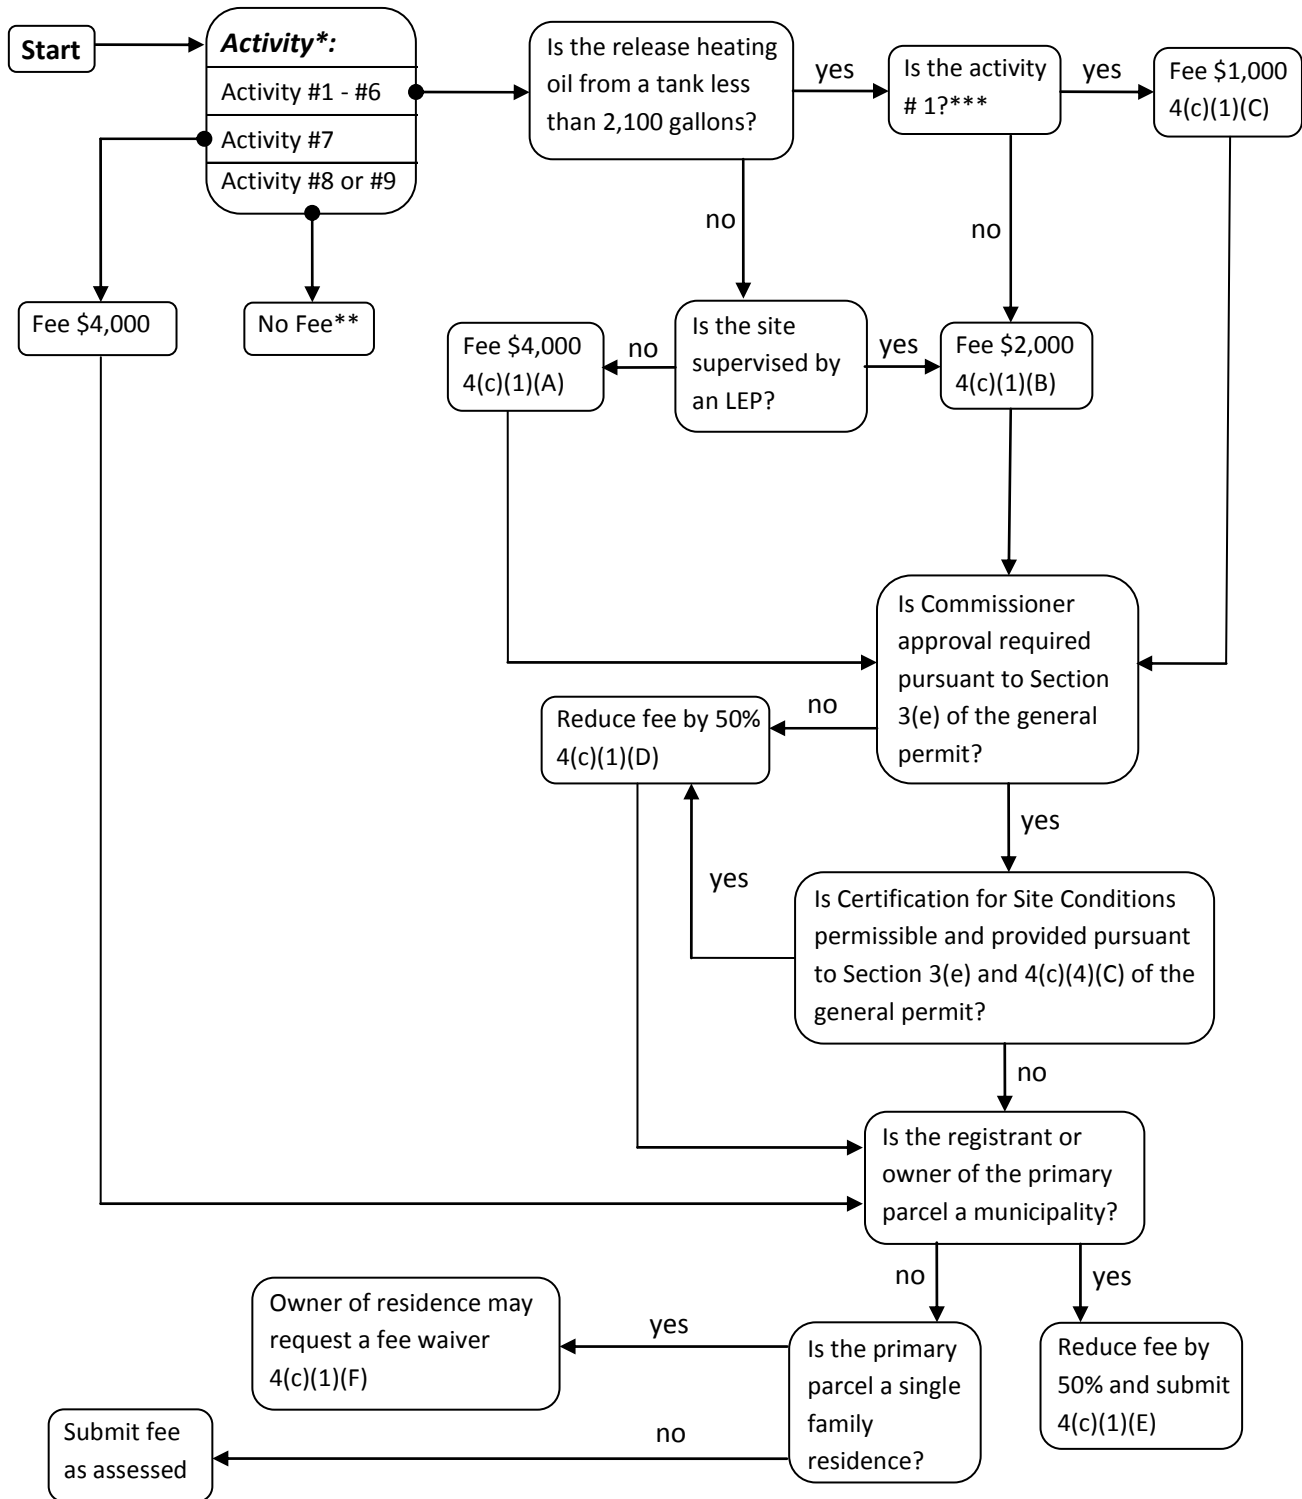 Start
Activity*:
Activity #1 - #6
Activity #7
Activity #8 or #9
Is the release heating
oil from a tank less
than 2,100 gallons?
yes
Is the activity
# 1?***
yes
Fee $1,000
4(c)(1)(C)
no
no
Fee $4,000
No Fee**
Fee $4,000
4(c)(1)(A)
no
Is the site
supervised by
an LEP?
yes
Fee $2,000
4(c)(1)(B)
Is Commissioner
approval required
pursuant to Section
3(e) of the general
permit?
no
Reduce fee by 50%
4(c)(1)(D)
yes
yes
Is Certification for Site Conditions
permissible and provided pursuant
to Section 3(e) and 4(c)(4)(C) of the
general permit?
no
Is the registrant or
owner of the primary
parcel a municipality?
no
yes
Owner of residence may
request a fee waiver
4(c)(1)(F)
yes
Is the primary
parcel a single
family
residence?
Reduce fee by
50% and submit
4(c)(1)(E)
no
Submit fee
as assessed